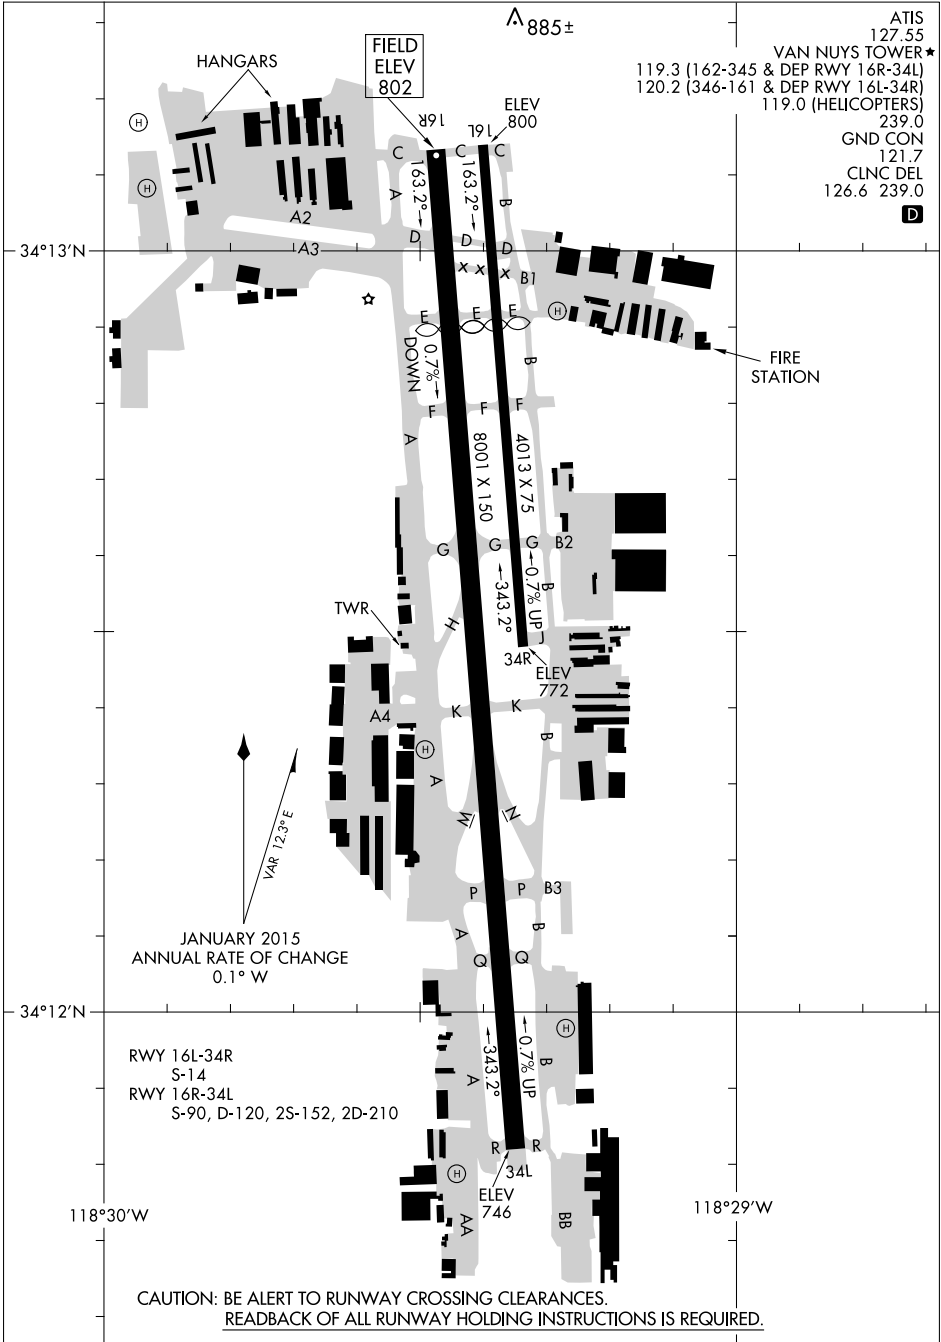 885±
ATIS
127.55
VAN NUYS TOWER★
119.3 (162-345 & DEP RWY 16R-34L)
120.2 (346-161 & DEP RWY 16L-34R)
119.0 (HELICOPTERS)
239.0
GND CON
121.7
CLNC DEL
126.6 239.0
D
FIELD
ELEV
802
HANGARS
ELEV
800
16R
16L
H
H
C
C
C
A
163.2°
163.2°
B
A2
A3
D
D
D
34°13'N
X X X
B1
E
E
E
H
FIRE
STATION
0.7%
DOWN
B
F
F
F
A
8001 X 150
4013 X 75
G
G
G
B2
343.2°
0.7% UP
B
H
J
TWR
34R
ELEV
772
K
K
A4
H
A
B
M
N
VAR 12.3° E
P
P
B3
A
B
Q
Q
JANUARY 2015
ANNUAL RATE OF CHANGE
0.1° W
34°12'N
H
RWY 16L-34R
S-14
RWY 16R-34L
S-90, D-120, 2S-152, 2D-210
A
343.2°
0.7% UP
B
R
R
34L
H
ELEV
746
AA
BB
118°30'W
118°29'W
CAUTION: BE ALERT TO RUNWAY CROSSING CLEARANCES.
READBACK OF ALL RUNWAY HOLDING INSTRUCTIONS IS REQUIRED.